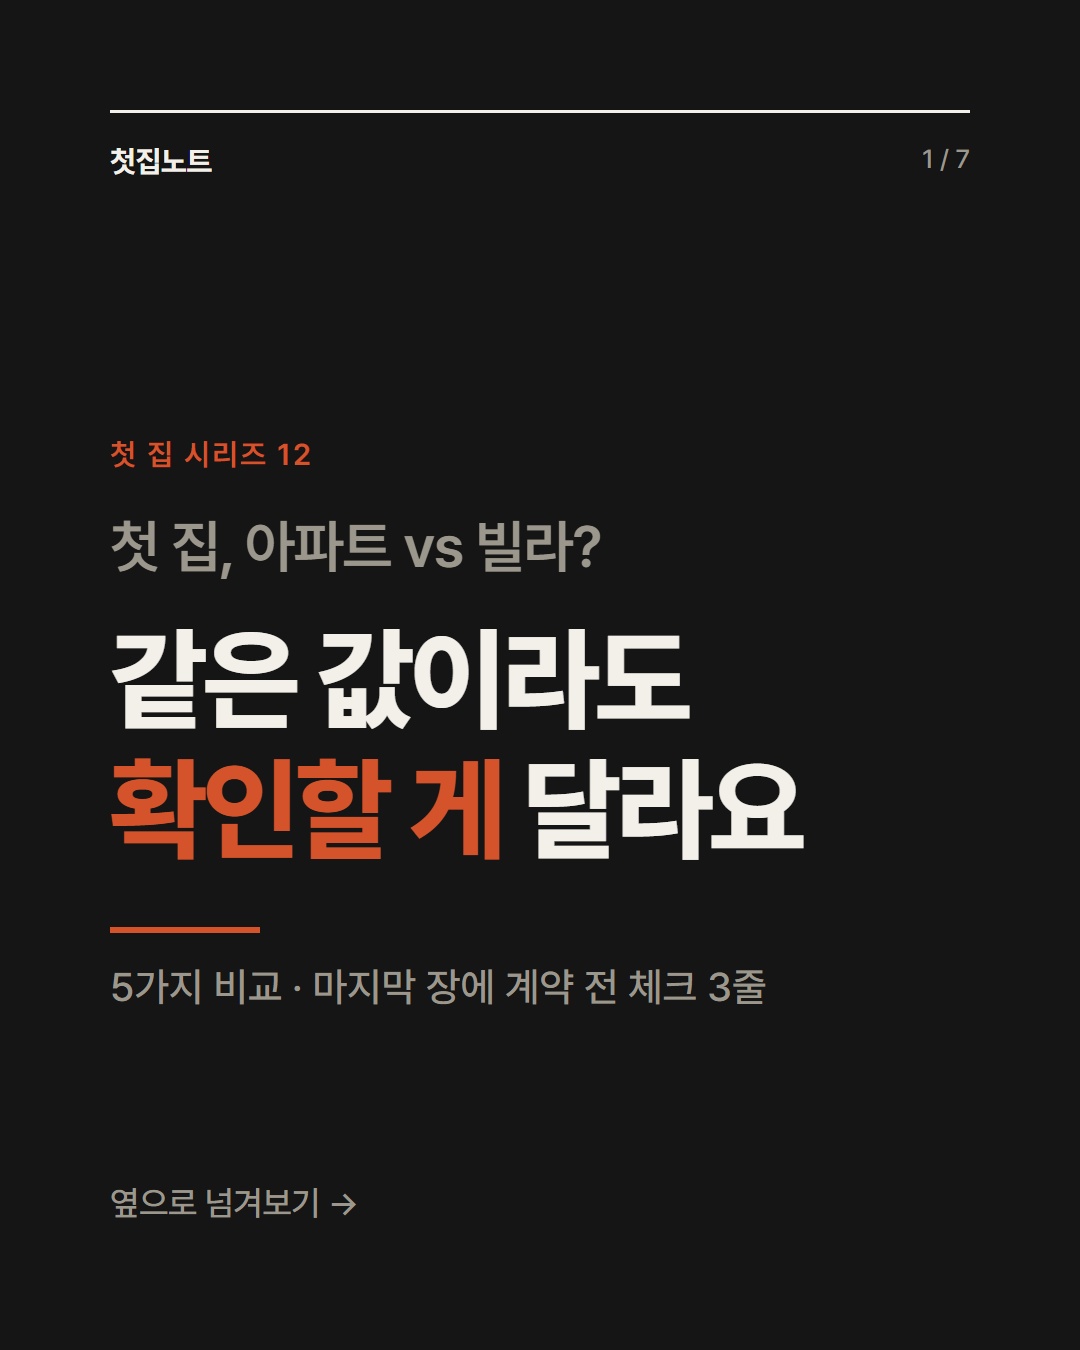 첫집노트
1 / 7
첫 집 시리즈 12
첫 집, 아파트 vs 빌라?
같은 값이라도
확인할 게 달라요
5가지 비교 · 마지막 장에 계약 전 체크 3줄
옆으로 넘겨보기 →